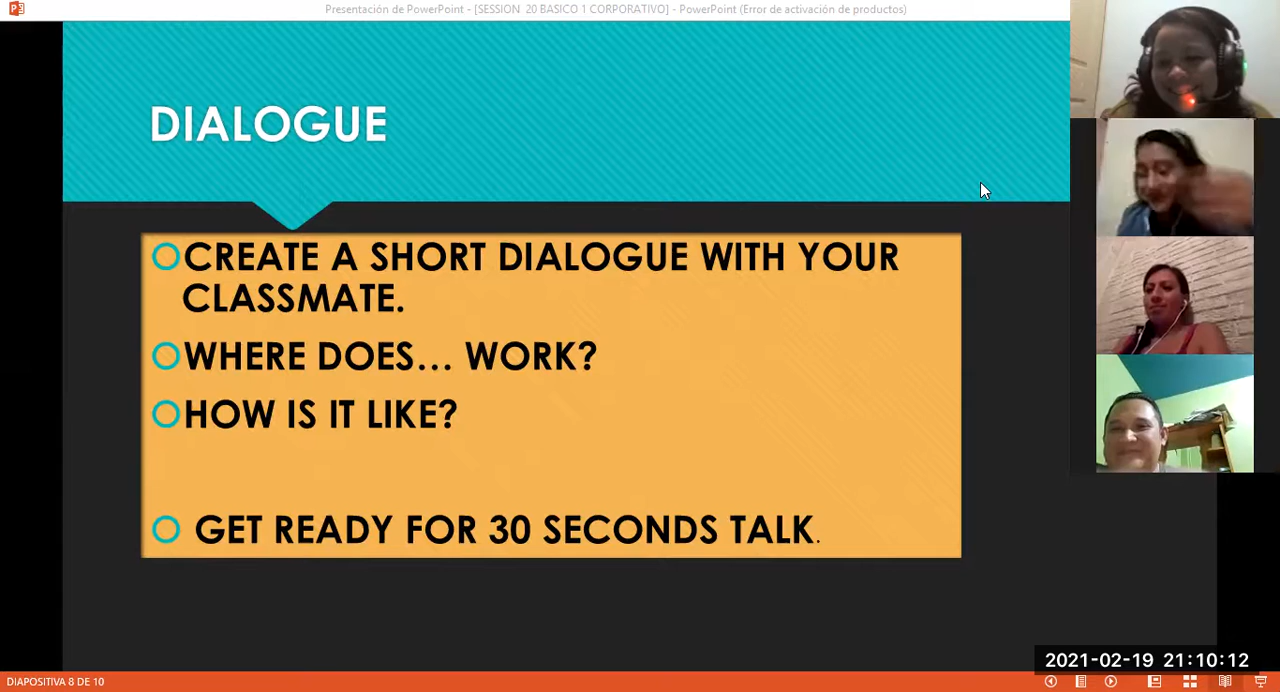 Presentación de PowerPoint - [SESSION 20 BASICO 1 CORPORATIVO] - PowerPoint (Error de activación de productos)
DIALOGUE
CREATE A SHORT DIALOGUE WITH YOUR
CLASSMATE.
WHERE DOES... WORK?
HOW IS IT LIKE?
GET READY FOR 30 SECONDS TALK.
2021-02-19 21:10:12
DIAPOSITIVA 8 DE 10